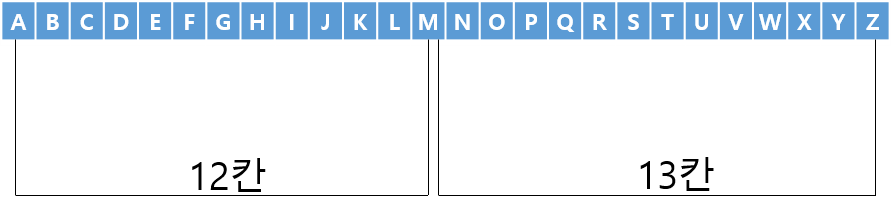 A B C D E F G H I J K L M N O P Q R S T U V W X Y Z
12칸 13칸